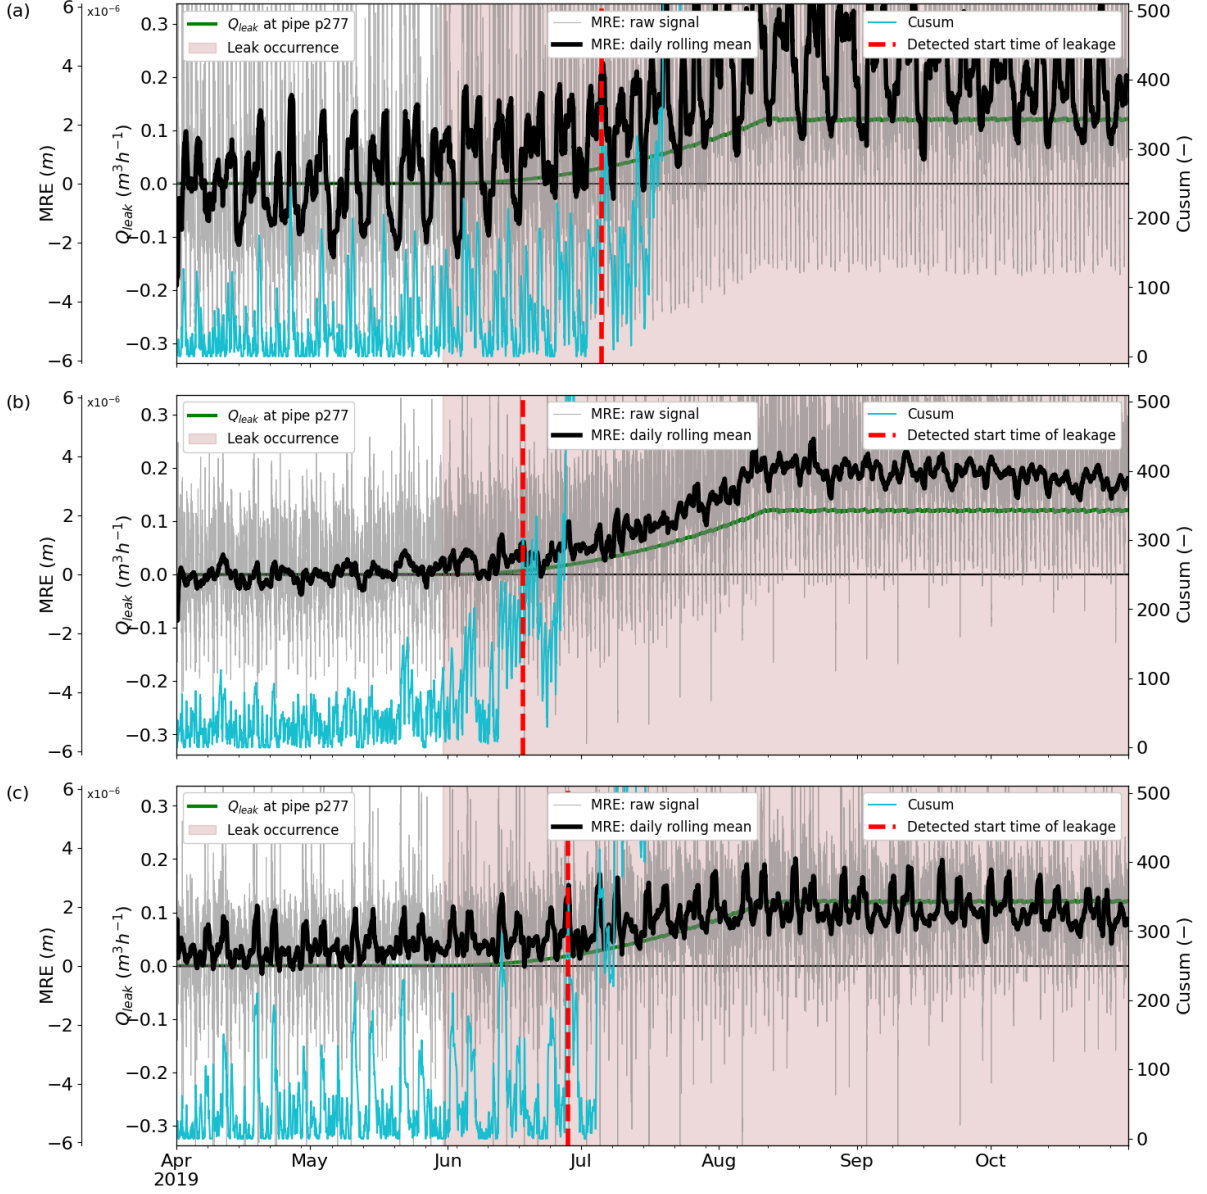 (a)
6
x10⁻⁶
4
2
0
−2
−4
−6
MRE (m)
0.3
0.2
0.1
0.0
−0.1
−0.2
−0.3
Q_leak (m³h⁻¹)
Q_leak at pipe p277
Leak occurrence
MRE: raw signal
MRE: daily rolling mean
Cusum
Detected start time of leakage
500
400
300
200
100
0
Cusum (−)
(b)
6
x10⁻⁶
4
2
0
−2
−4
−6
MRE (m)
0.3
0.2
0.1
0.0
−0.1
−0.2
−0.3
Q_leak (m³h⁻¹)
Q_leak at pipe p277
Leak occurrence
MRE: raw signal
MRE: daily rolling mean
Cusum
Detected start time of leakage
500
400
300
200
100
0
Cusum (−)
(c)
6
x10⁻⁶
4
2
0
−2
−4
−6
MRE (m)
0.3
0.2
0.1
0.0
−0.1
−0.2
−0.3
Q_leak (m³h⁻¹)
Q_leak at pipe p277
Leak occurrence
MRE: raw signal
MRE: daily rolling mean
Cusum
Detected start time of leakage
500
400
300
200
100
0
Cusum (−)
Apr May Jun Jul Aug Sep Oct
2019